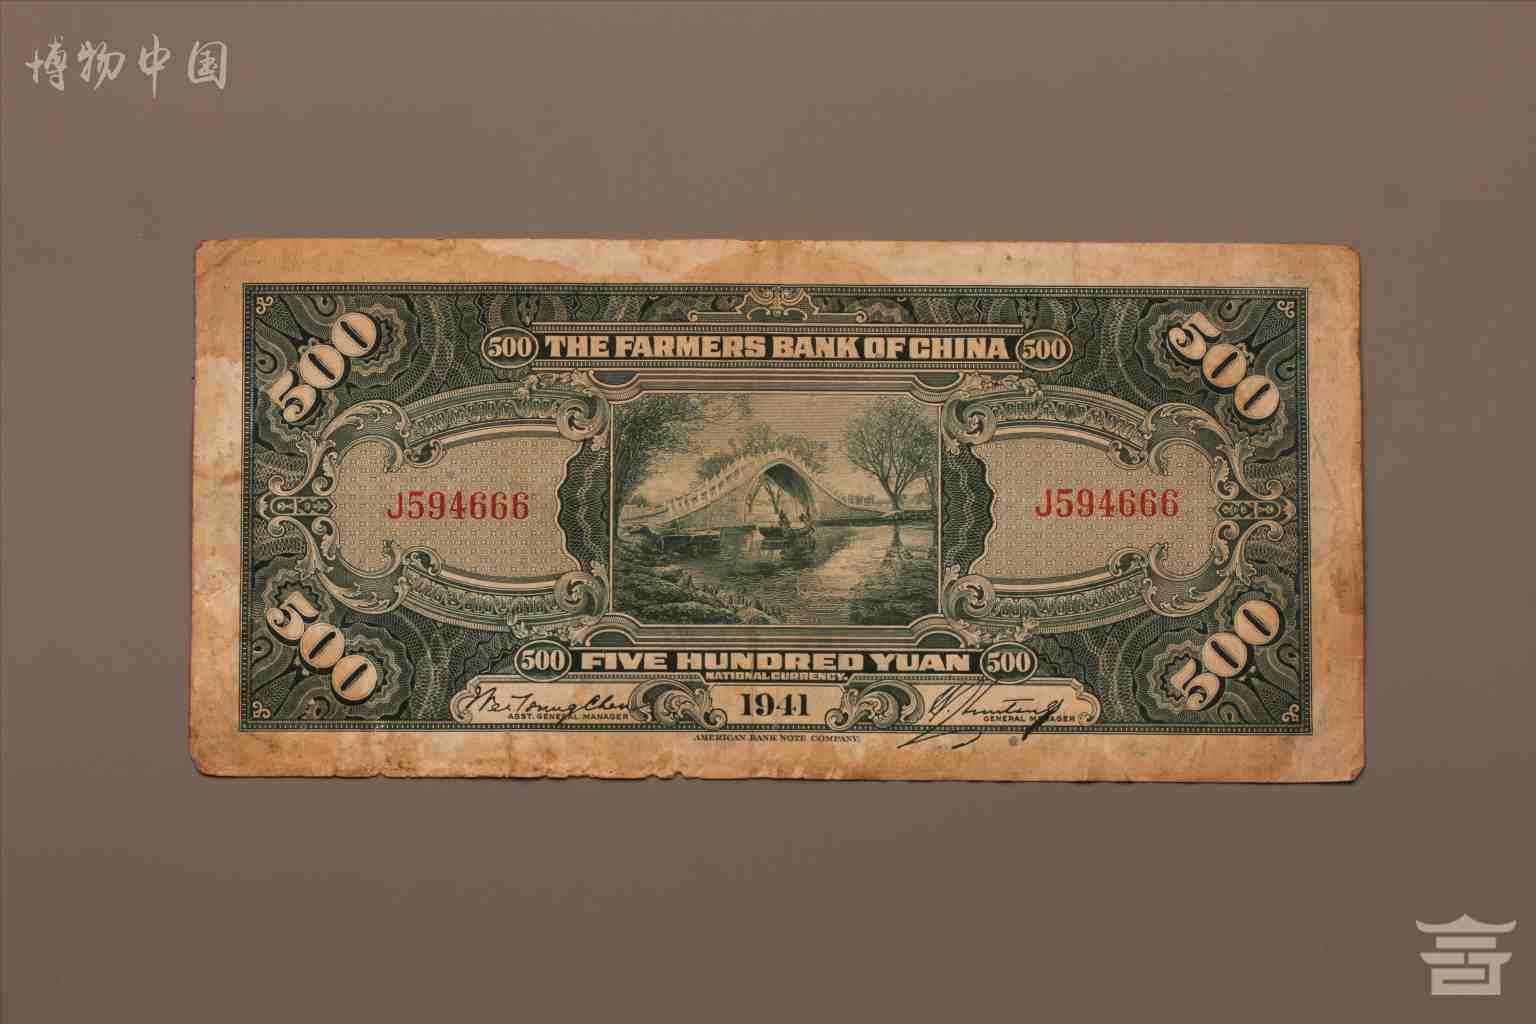 博物中国
500 500
500 THE FARMERS BANK OF CHINA 500
J594666 J594666
500 500
500 FIVE HUNDRED YUAN 500
NATIONAL CURRENCY.
1941
ASST. GENERAL MANAGER GENERAL MANAGER
AMERICAN BANK NOTE COMPANY.